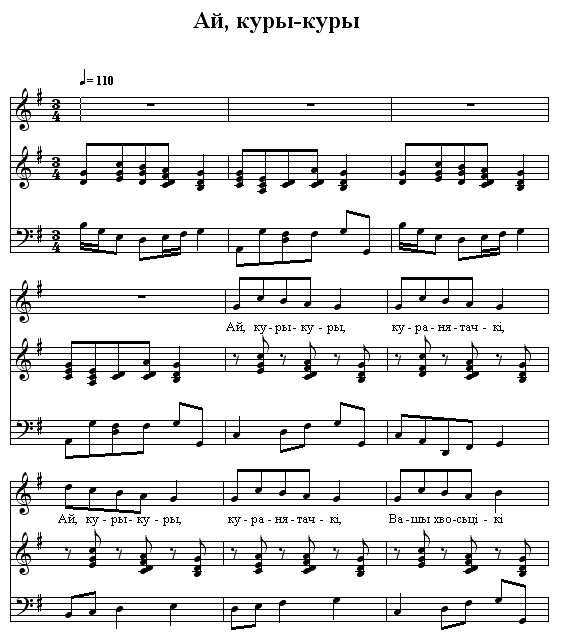 Ай, куры-куры
= 110
Ай, ку - ры - ку - ры, ку - ра - ня - тач - кі,
Ай, ку - ры - ку - ры, ку - ра - ня - тач - кі, Ва - шы хво - сьці - кі